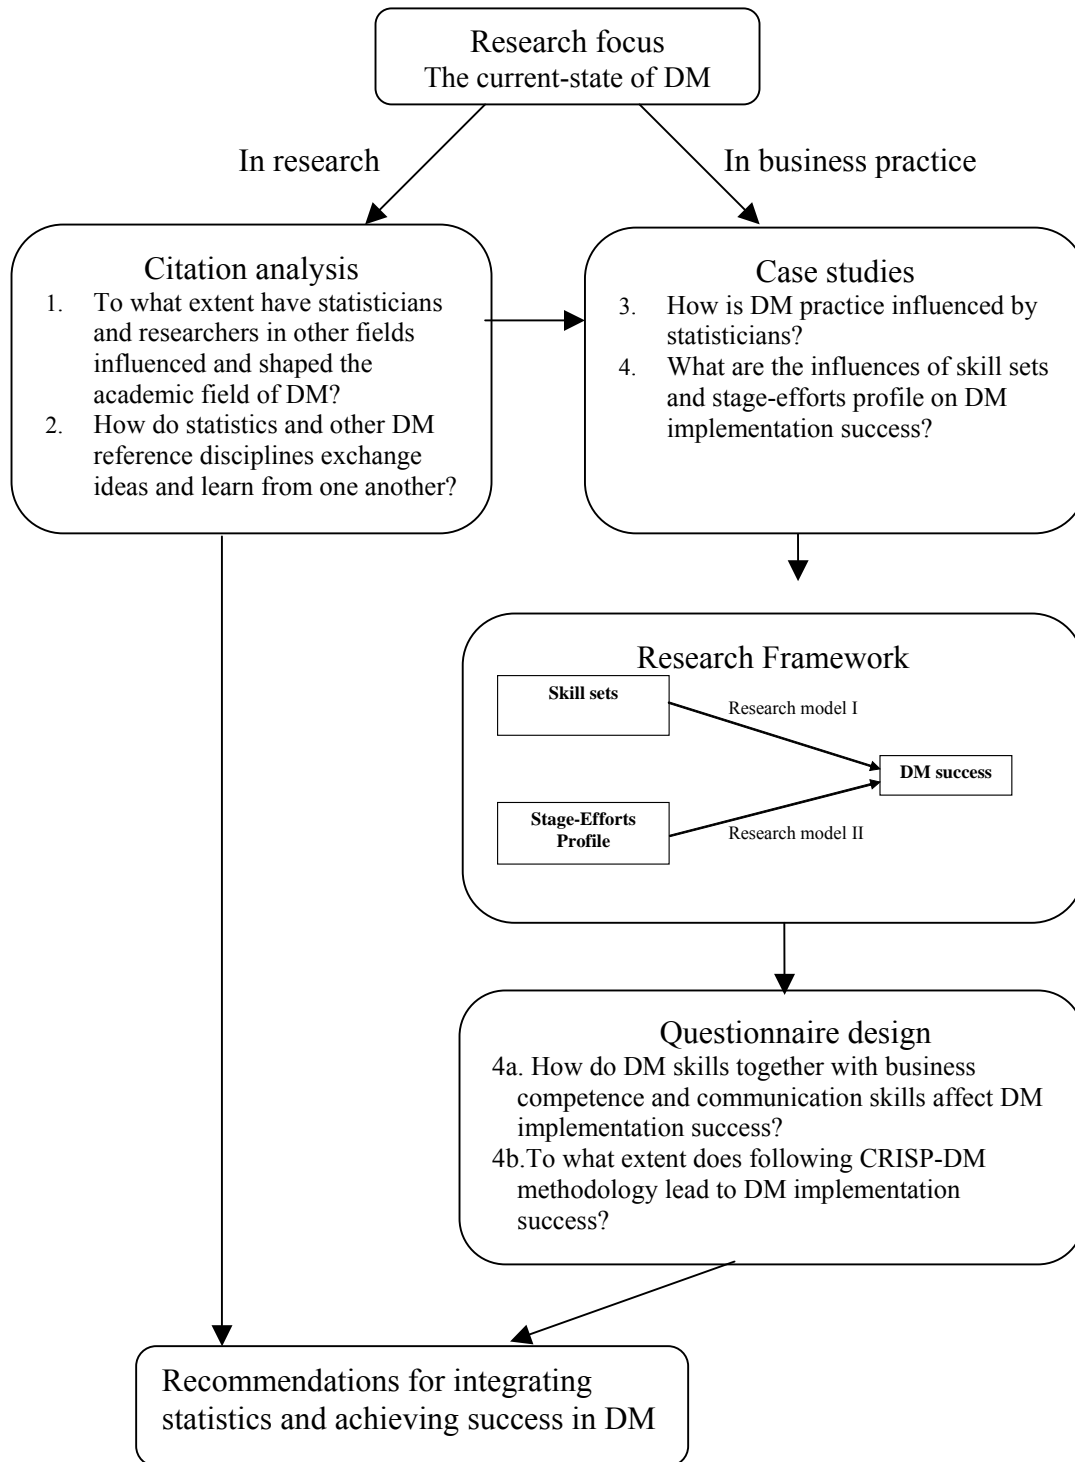 Research focus
The current-state of DM
In research
In business practice
Citation analysis
1. To what extent have statisticians
and researchers in other fields
influenced and shaped the
academic field of DM?
2. How do statistics and other DM
reference disciplines exchange
ideas and learn from one another?
Case studies
3. How is DM practice influenced by
statisticians?
4. What are the influences of skill sets
and stage-efforts profile on DM
implementation success?
Research Framework
Skill sets
Research model I
DM success
Stage-Efforts
Profile
Research model II
Questionnaire design
4a. How do DM skills together with business
competence and communication skills affect DM
implementation success?
4b.To what extent does following CRISP-DM
methodology lead to DM implementation
success?
Recommendations for integrating
statistics and achieving success in DM